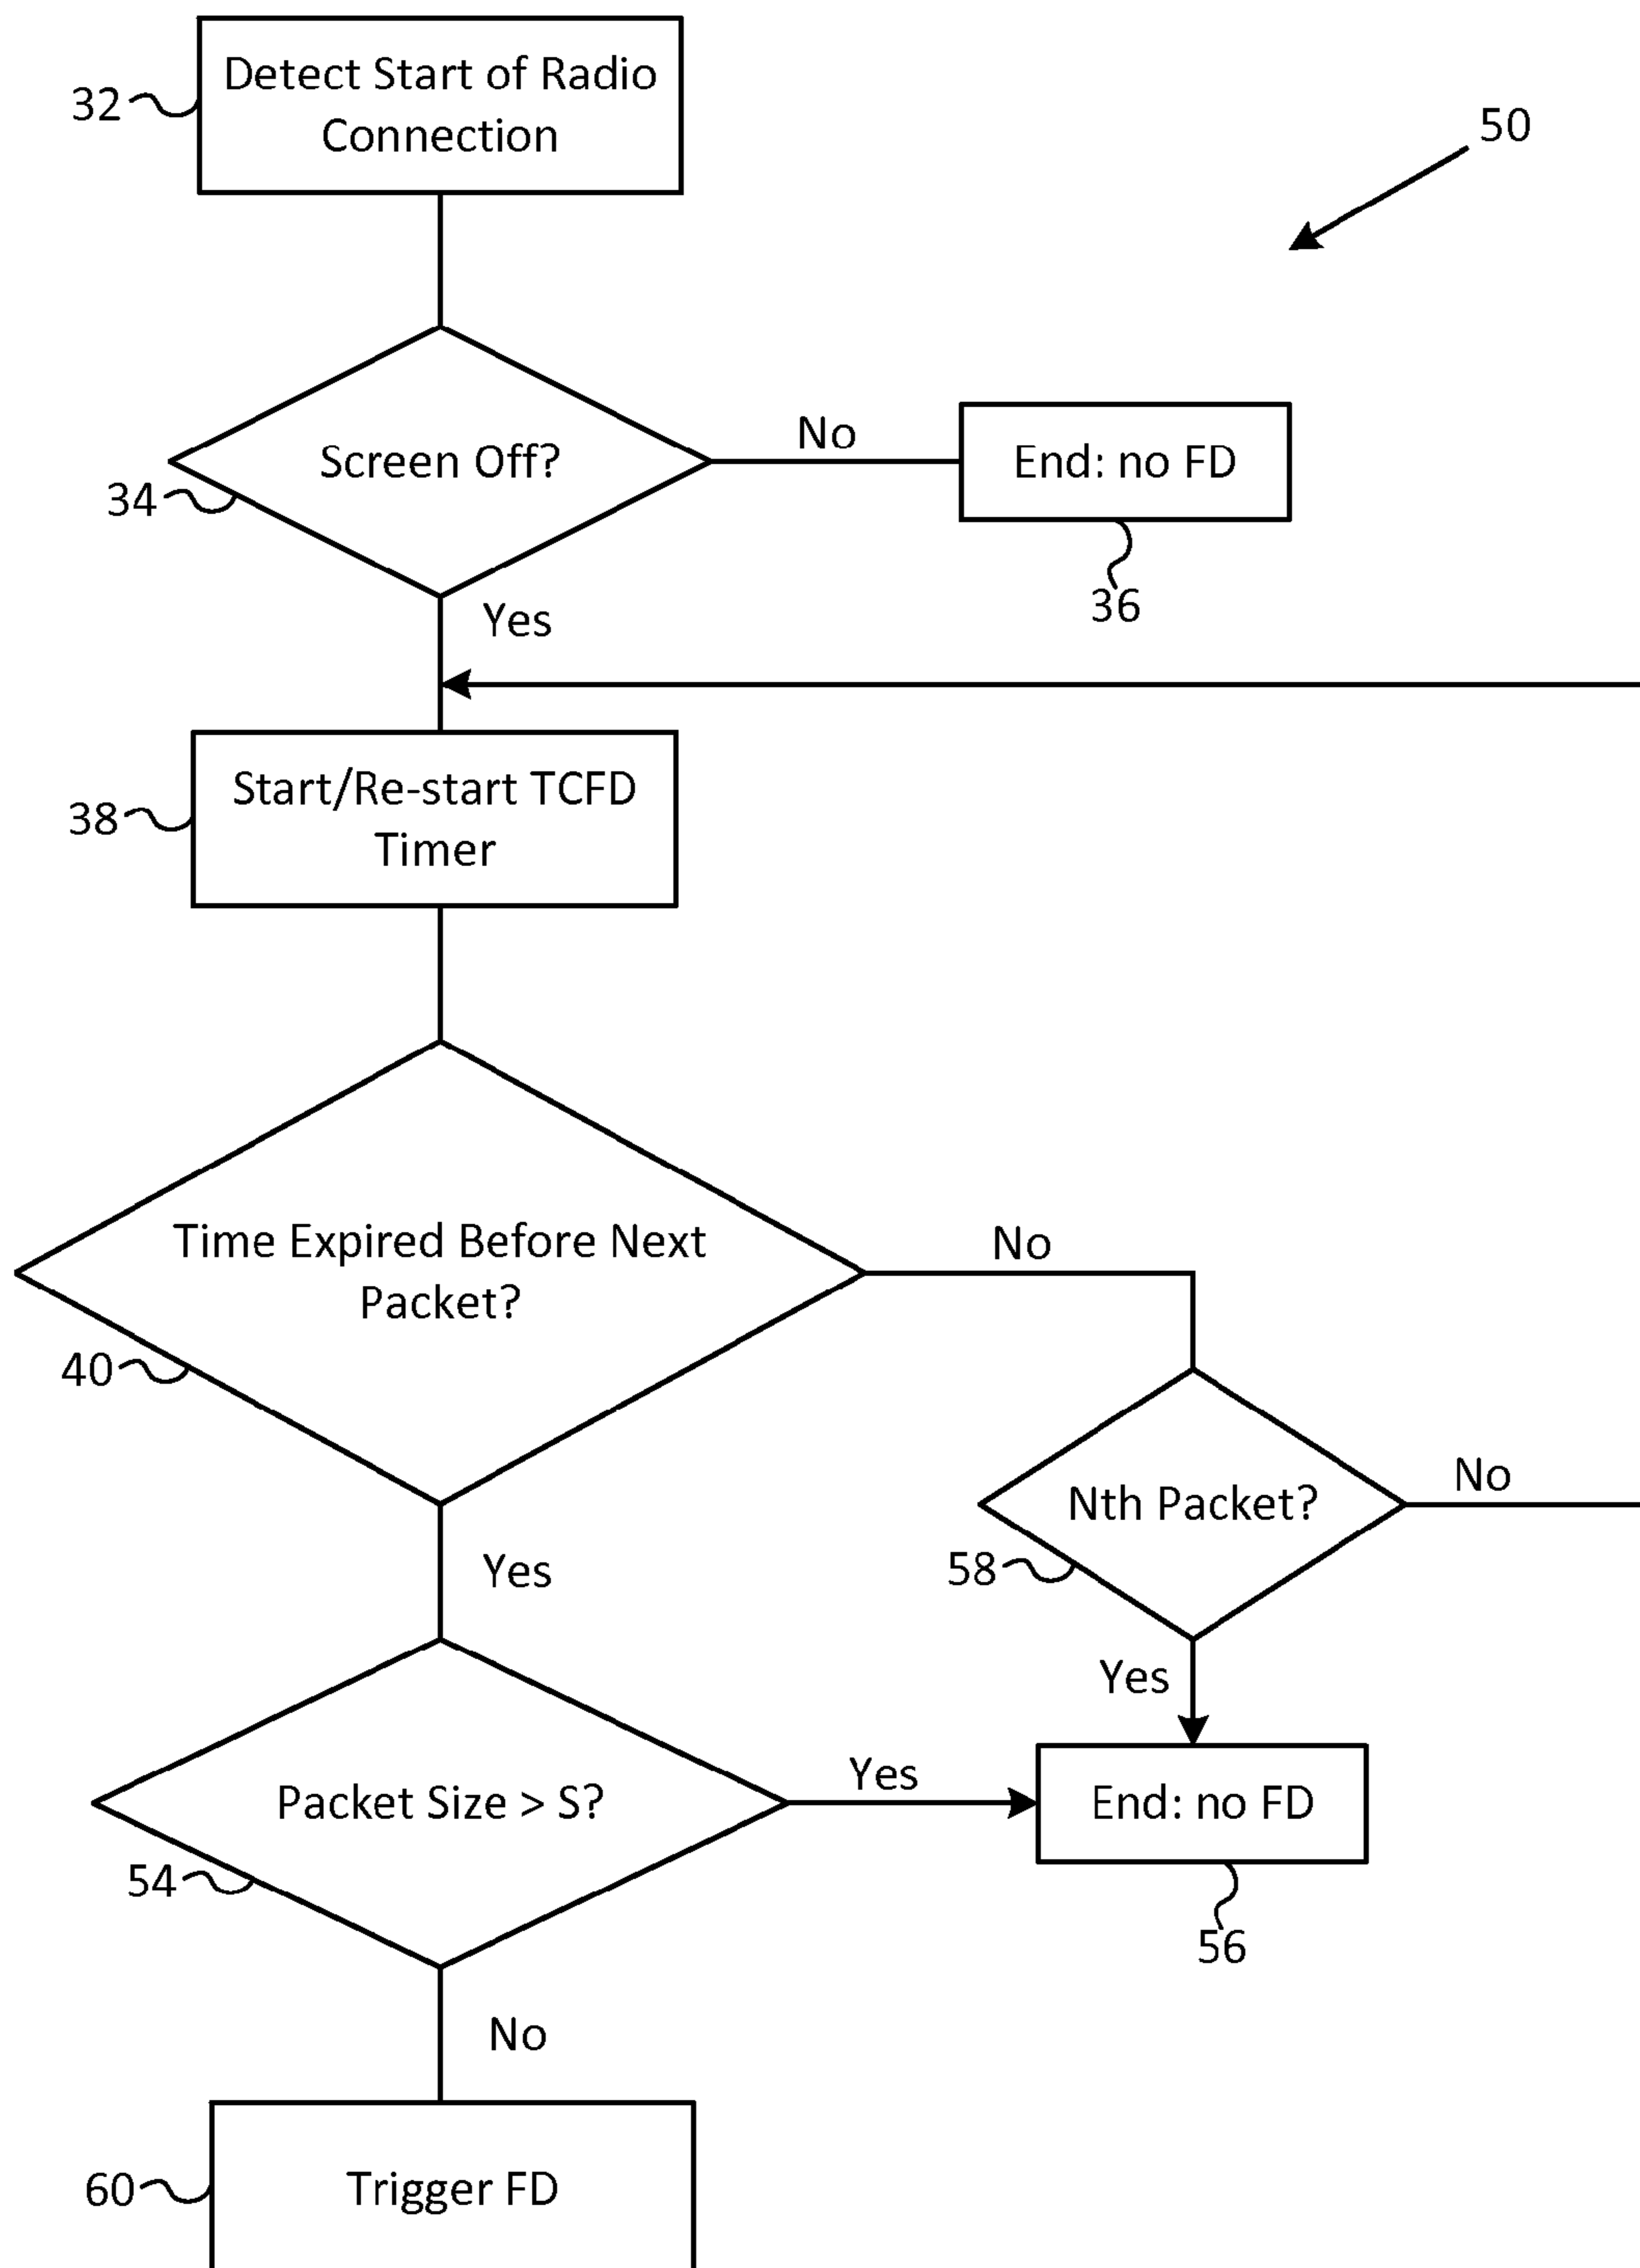 Detect Start of Radio
Connection
32
50
Screen Off?
34
No
End: no FD
36
Yes
Start/Re-start TCFD
Timer
38
Time Expired Before Next
Packet?
40
No
Nth Packet?
58
No
Yes
Yes
Packet Size > S?
54
Yes
End: no FD
56
No
Trigger FD
60